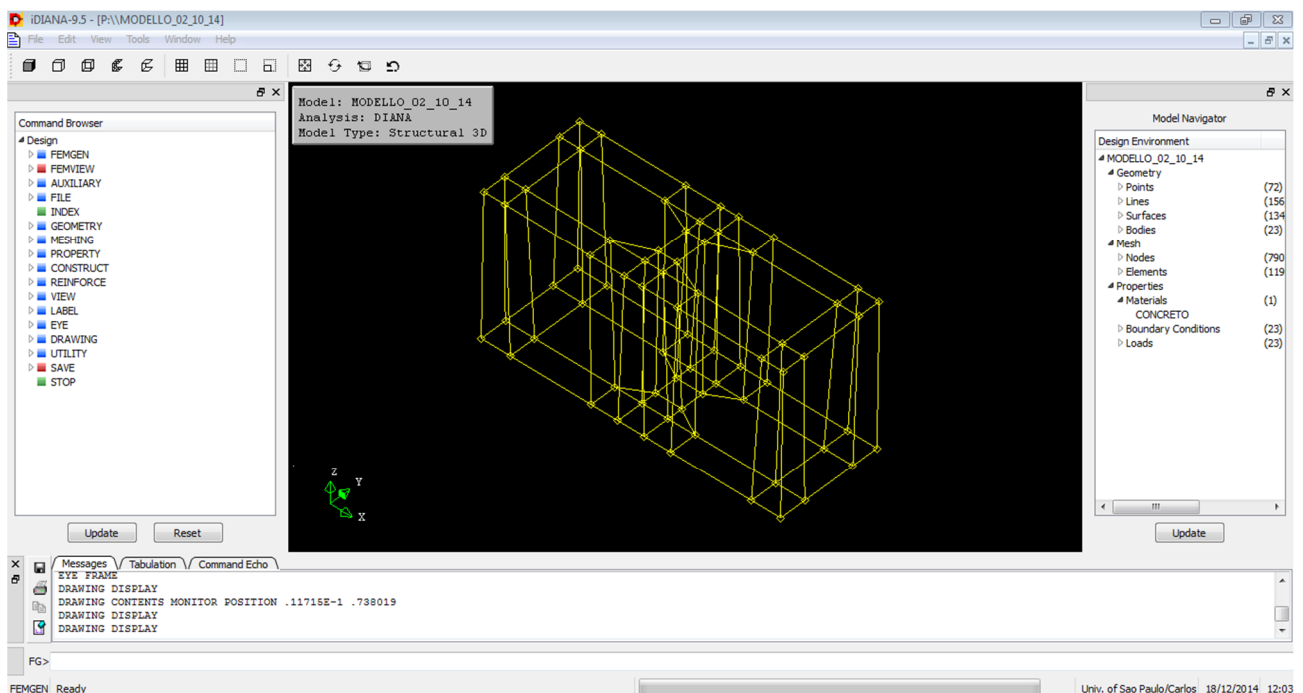 iDIANA-9.5 - [P:\\MODELLO_02_10_14]
File Edit View Tools Window Help
Command Browser
Design
FEMGEN
FEMVIEW
AUXILIARY
FILE
INDEX
GEOMETRY
MESHING
PROPERTY
CONSTRUCT
REINFORCE
VIEW
LABEL
EYE
DRAWING
UTILITY
SAVE
STOP
Update Reset
Model: MODELLO_02_10_14
Analysis: DIANA
Model Type: Structural 3D
Z
Y
X
Model Navigator
Design Environment
MODELLO_02_10_14
Geometry
Points (72)
Lines (156
Surfaces (134
Bodies (23)
Mesh
Nodes (790
Elements (119
Properties
Materials (1)
CONCRETO
Boundary Conditions (23)
Loads (23)
Update
Messages Tabulation Command Echo
EYE FRAME
DRAWING DISPLAY
DRAWING CONTENTS MONITOR POSITION .11715E-1 .738019
DRAWING DISPLAY
DRAWING DISPLAY
FG>
FEMGEN Ready Univ. of Sao Paulo/Carlos 18/12/2014 12:03